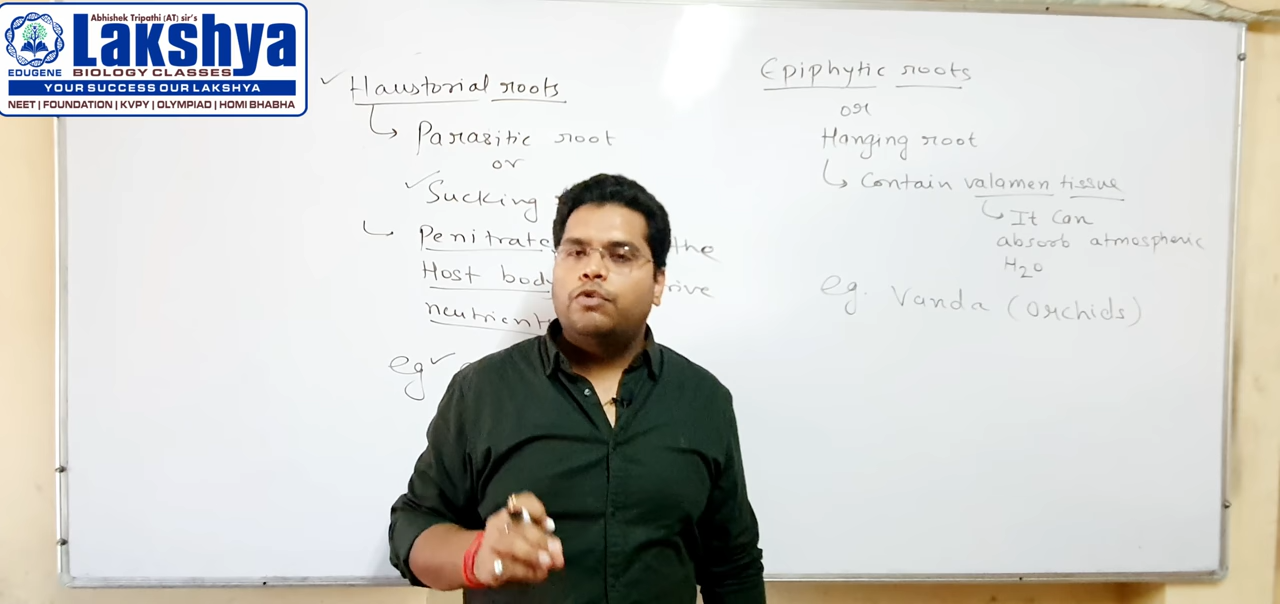 Abhishek Tripathi (AT) sir's
Lakshya
EDUGENE BIOLOGY CLASSES
YOUR SUCCESS OUR LAKSHYA
NEET | FOUNDATION | KVPY | OLYMPIAD | HOMI BHABHA
Haustorial roots
Parasitic root
or
Sucking
Penitrate the
Host body
neutrient
eg
Epiphytic roots
or
Hanging root
Contain valamen tissue
It can
absorb atmospheric
H2O
eg. Vanda (orchids)